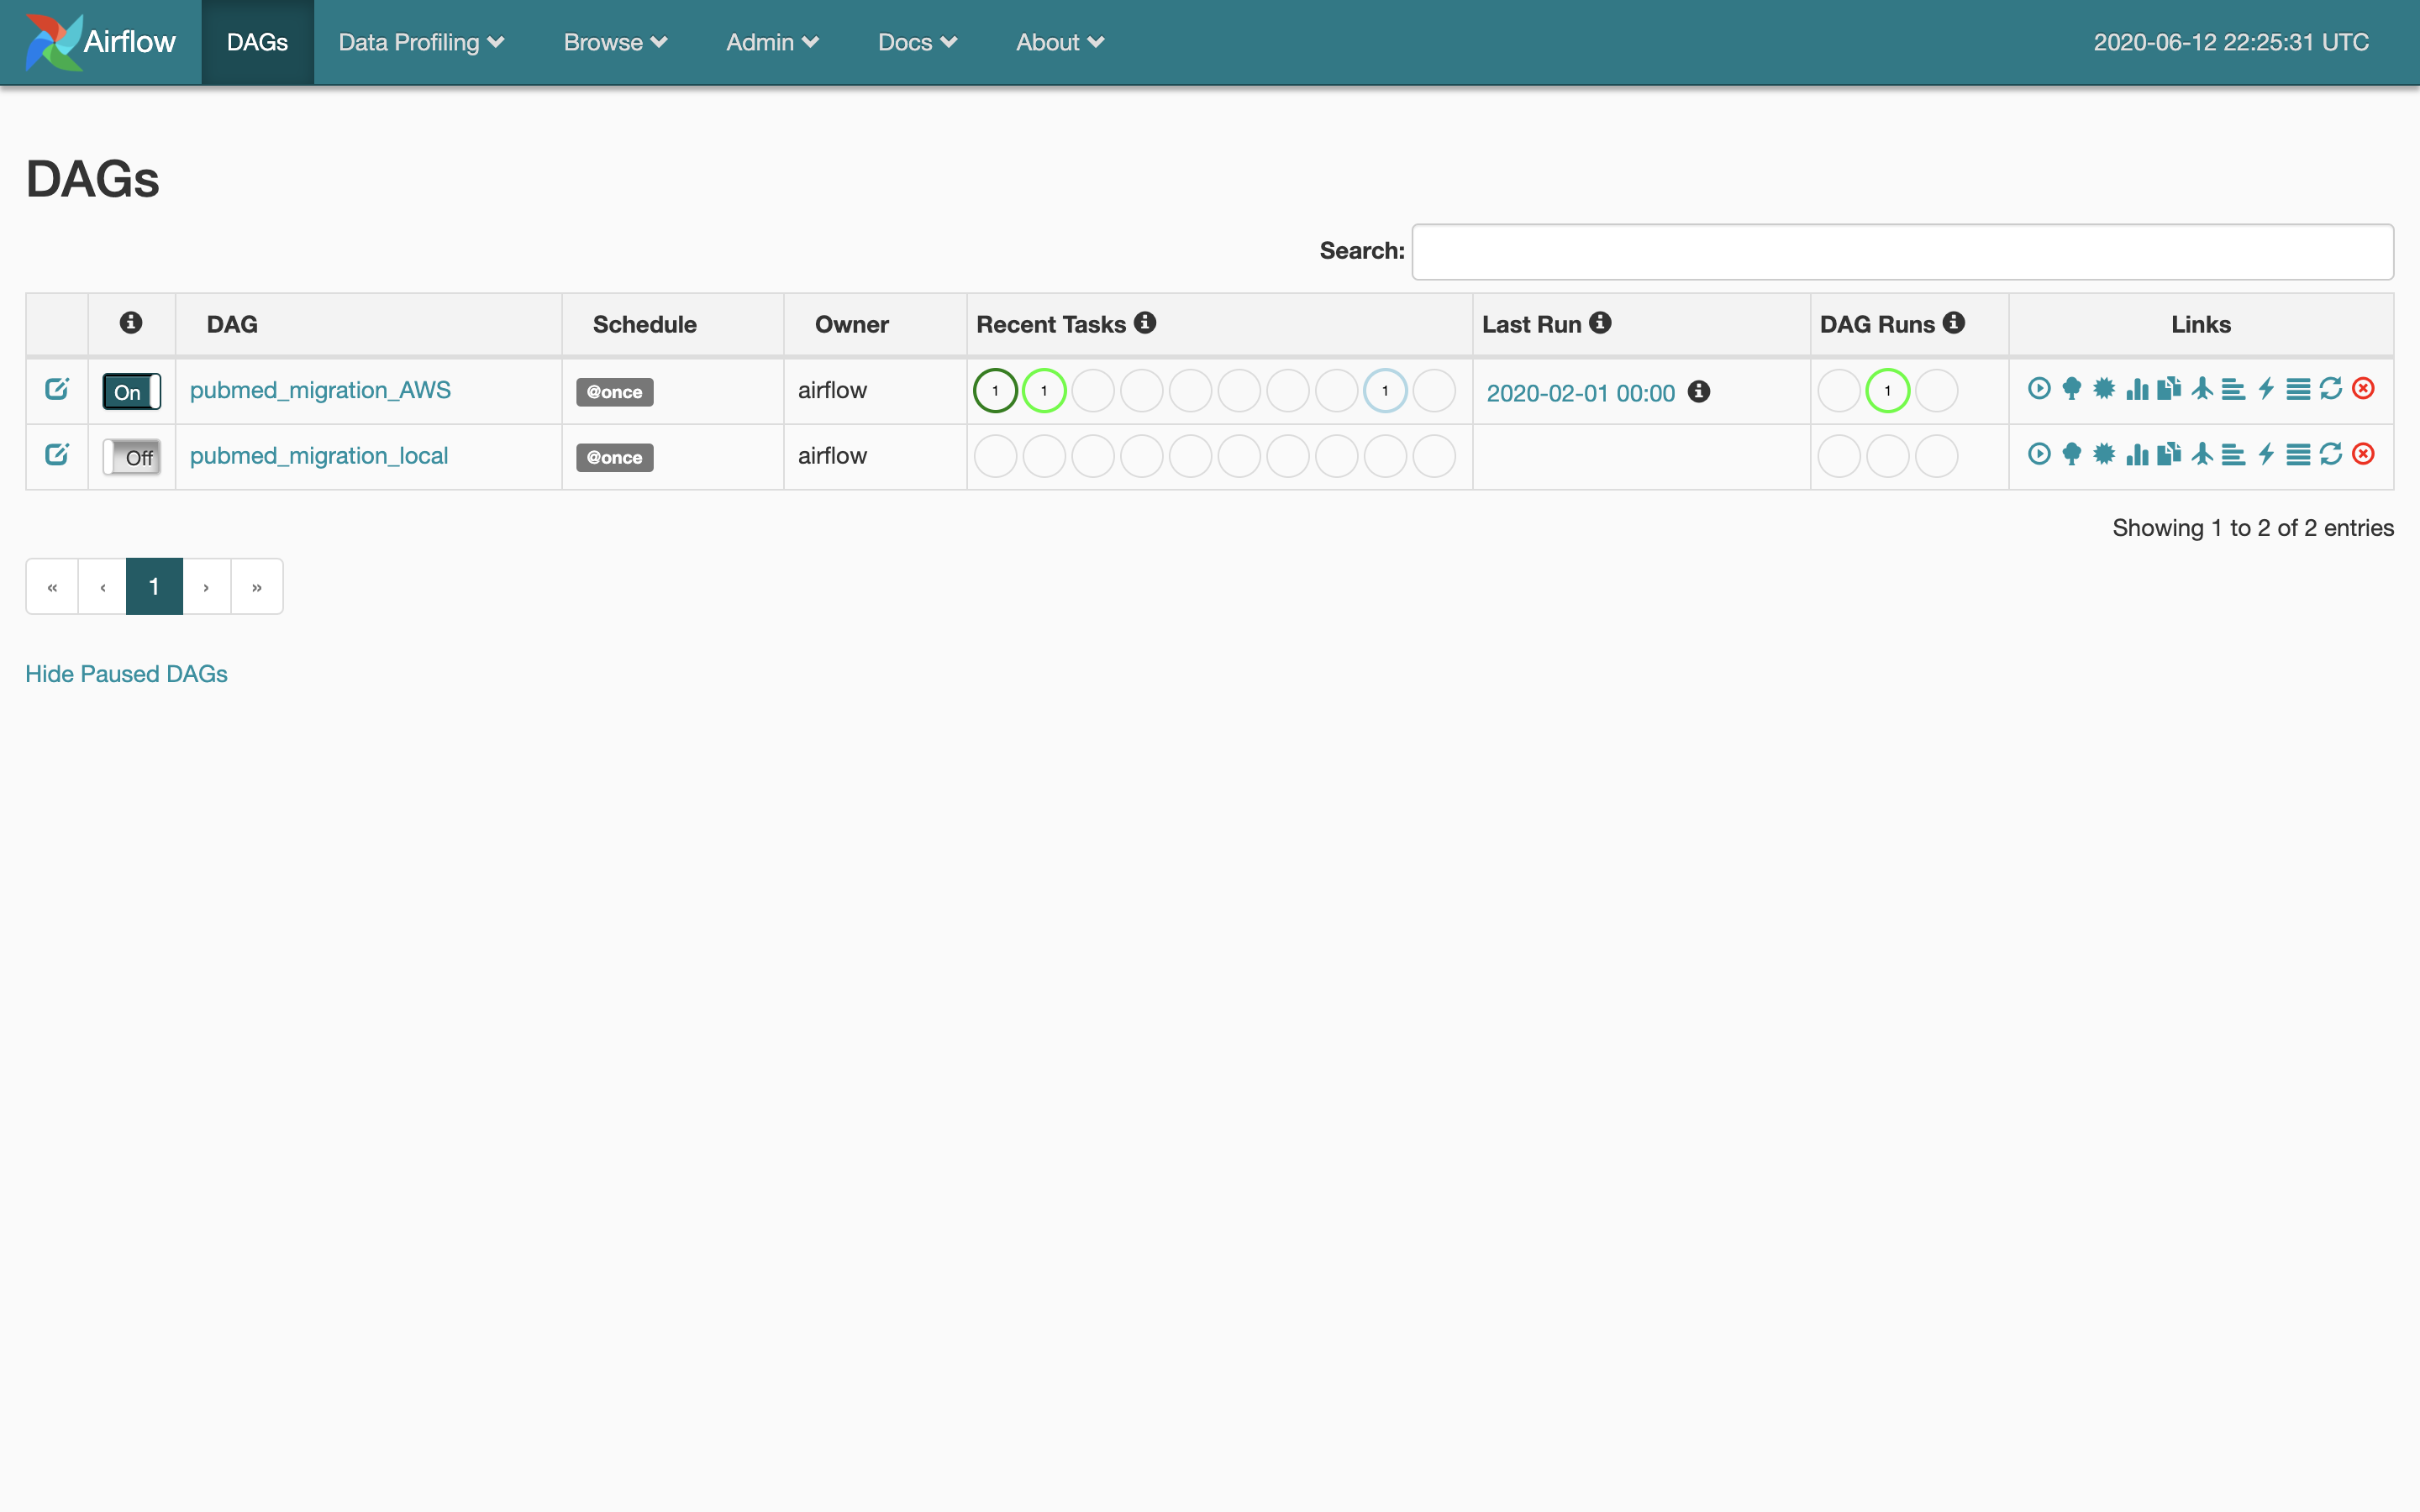 Airflow DAGs Data Profiling Browse Admin Docs About 2020-06-12 22:25:31 UTC
DAGs
Search:
DAG Schedule Owner Recent Tasks Last Run DAG Runs Links
On pubmed_migration_AWS @once airflow 1 1 1 2020-02-01 00:00 1
Off pubmed_migration_local @once airflow
Showing 1 to 2 of 2 entries
« ‹ 1 › »
Hide Paused DAGs